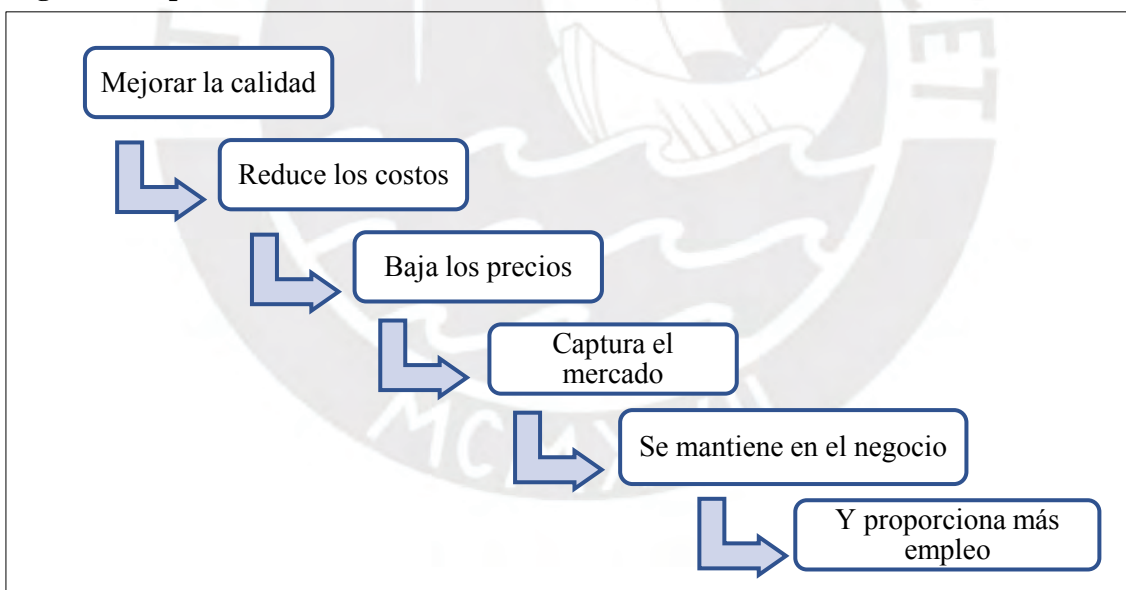 Mejorar la calidad
Reduce los costos
Baja los precios
Captura el
mercado
Se mantiene en el negocio
Y proporciona más
empleo